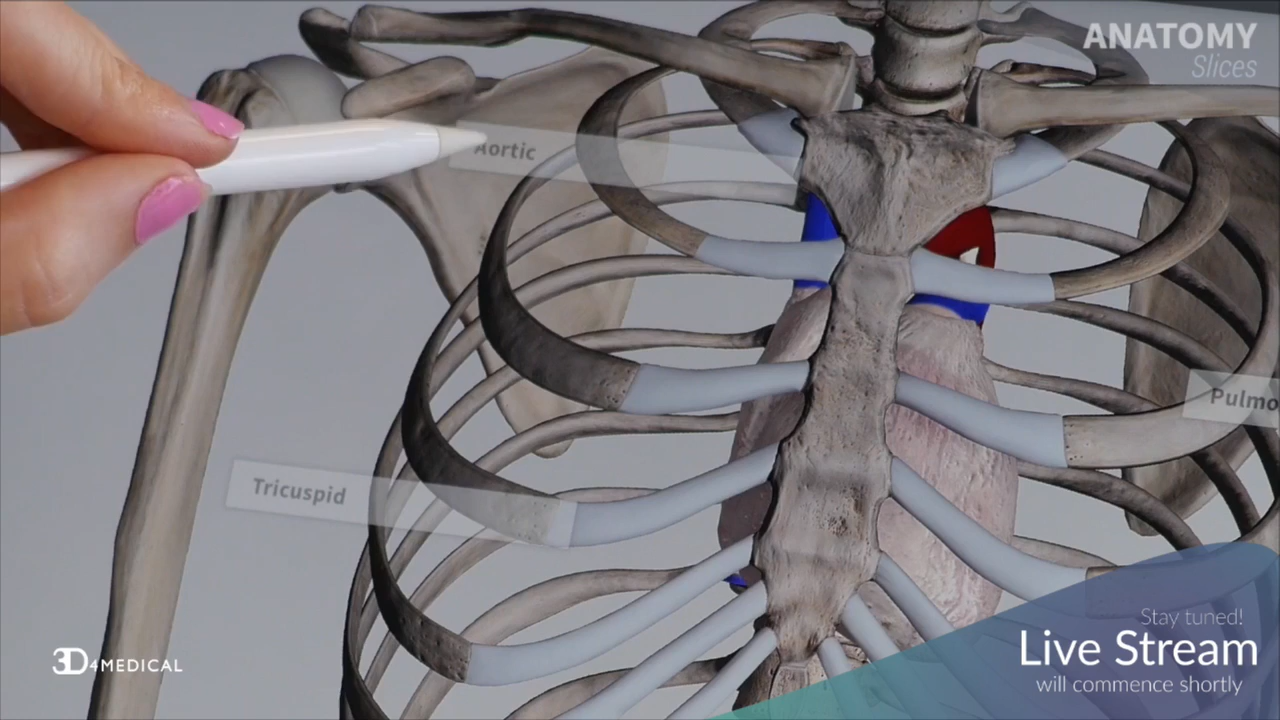 ANATOMY
Slices
Aortic
Pulmo
Tricuspid
3D4MEDICAL
Stay tuned!
Live Stream
will commence shortly